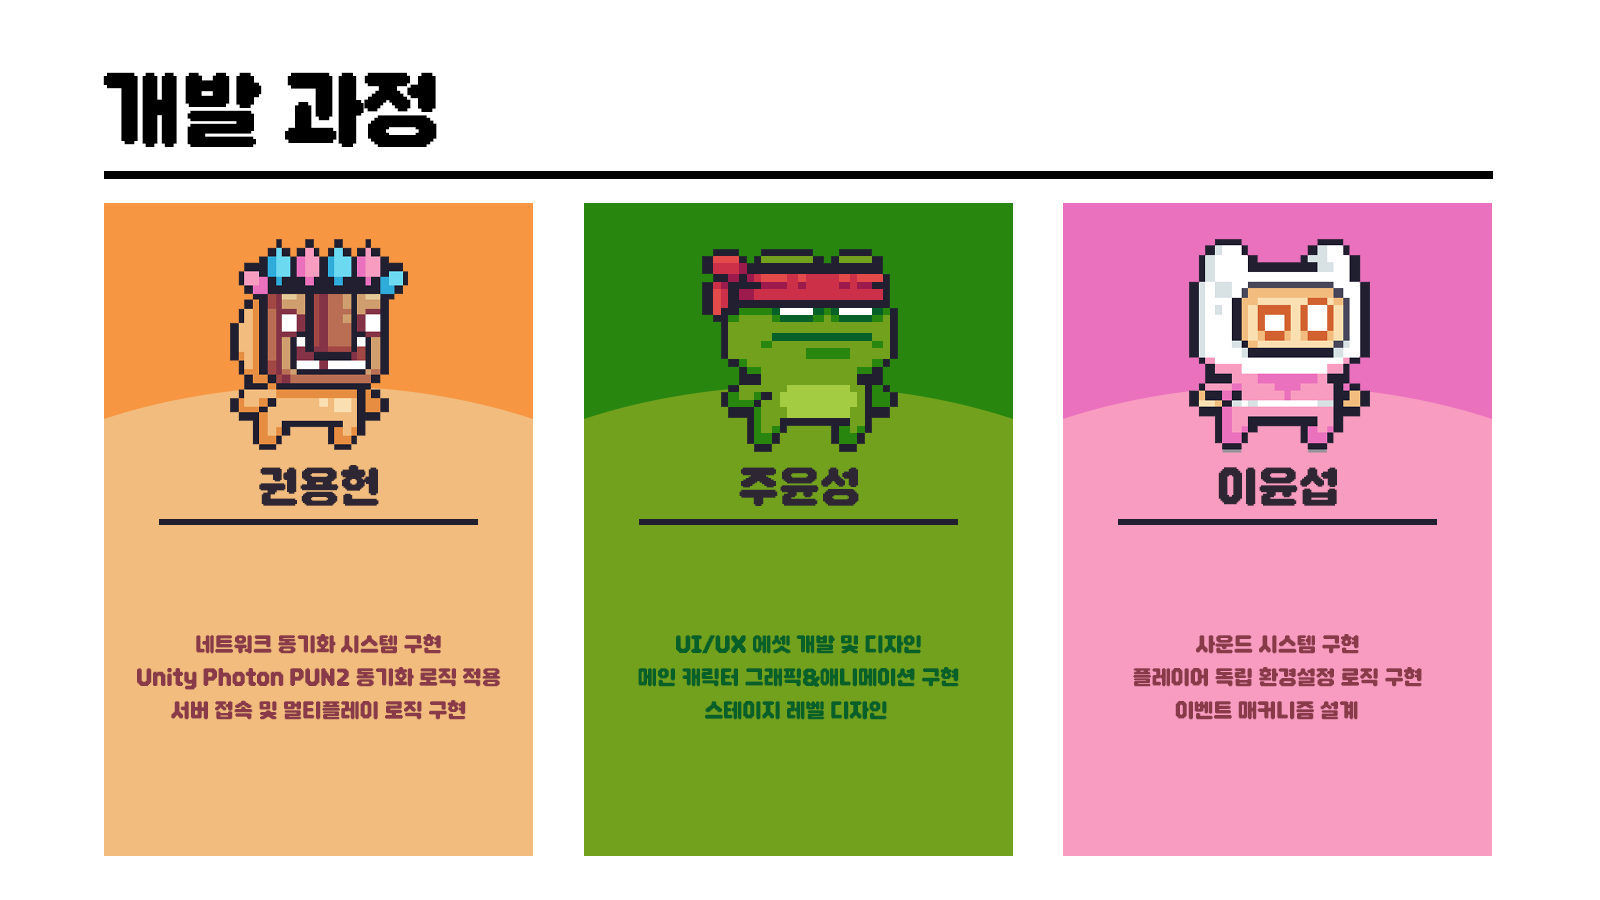 개발 과정
권용헌
네트워크 동기화 시스템 구현
Unity Photon PUN2 동기화 로직 적용
서버 접속 및 멀티플레이 로직 구현
주윤성
UI/UX 에셋 개발 및 디자인
메인 캐릭터 그래픽&애니메이션 구현
스테이지 레벨 디자인
이윤섭
사운드 시스템 구현
플레이어 독립 환경설정 로직 구현
이벤트 매커니즘 설계